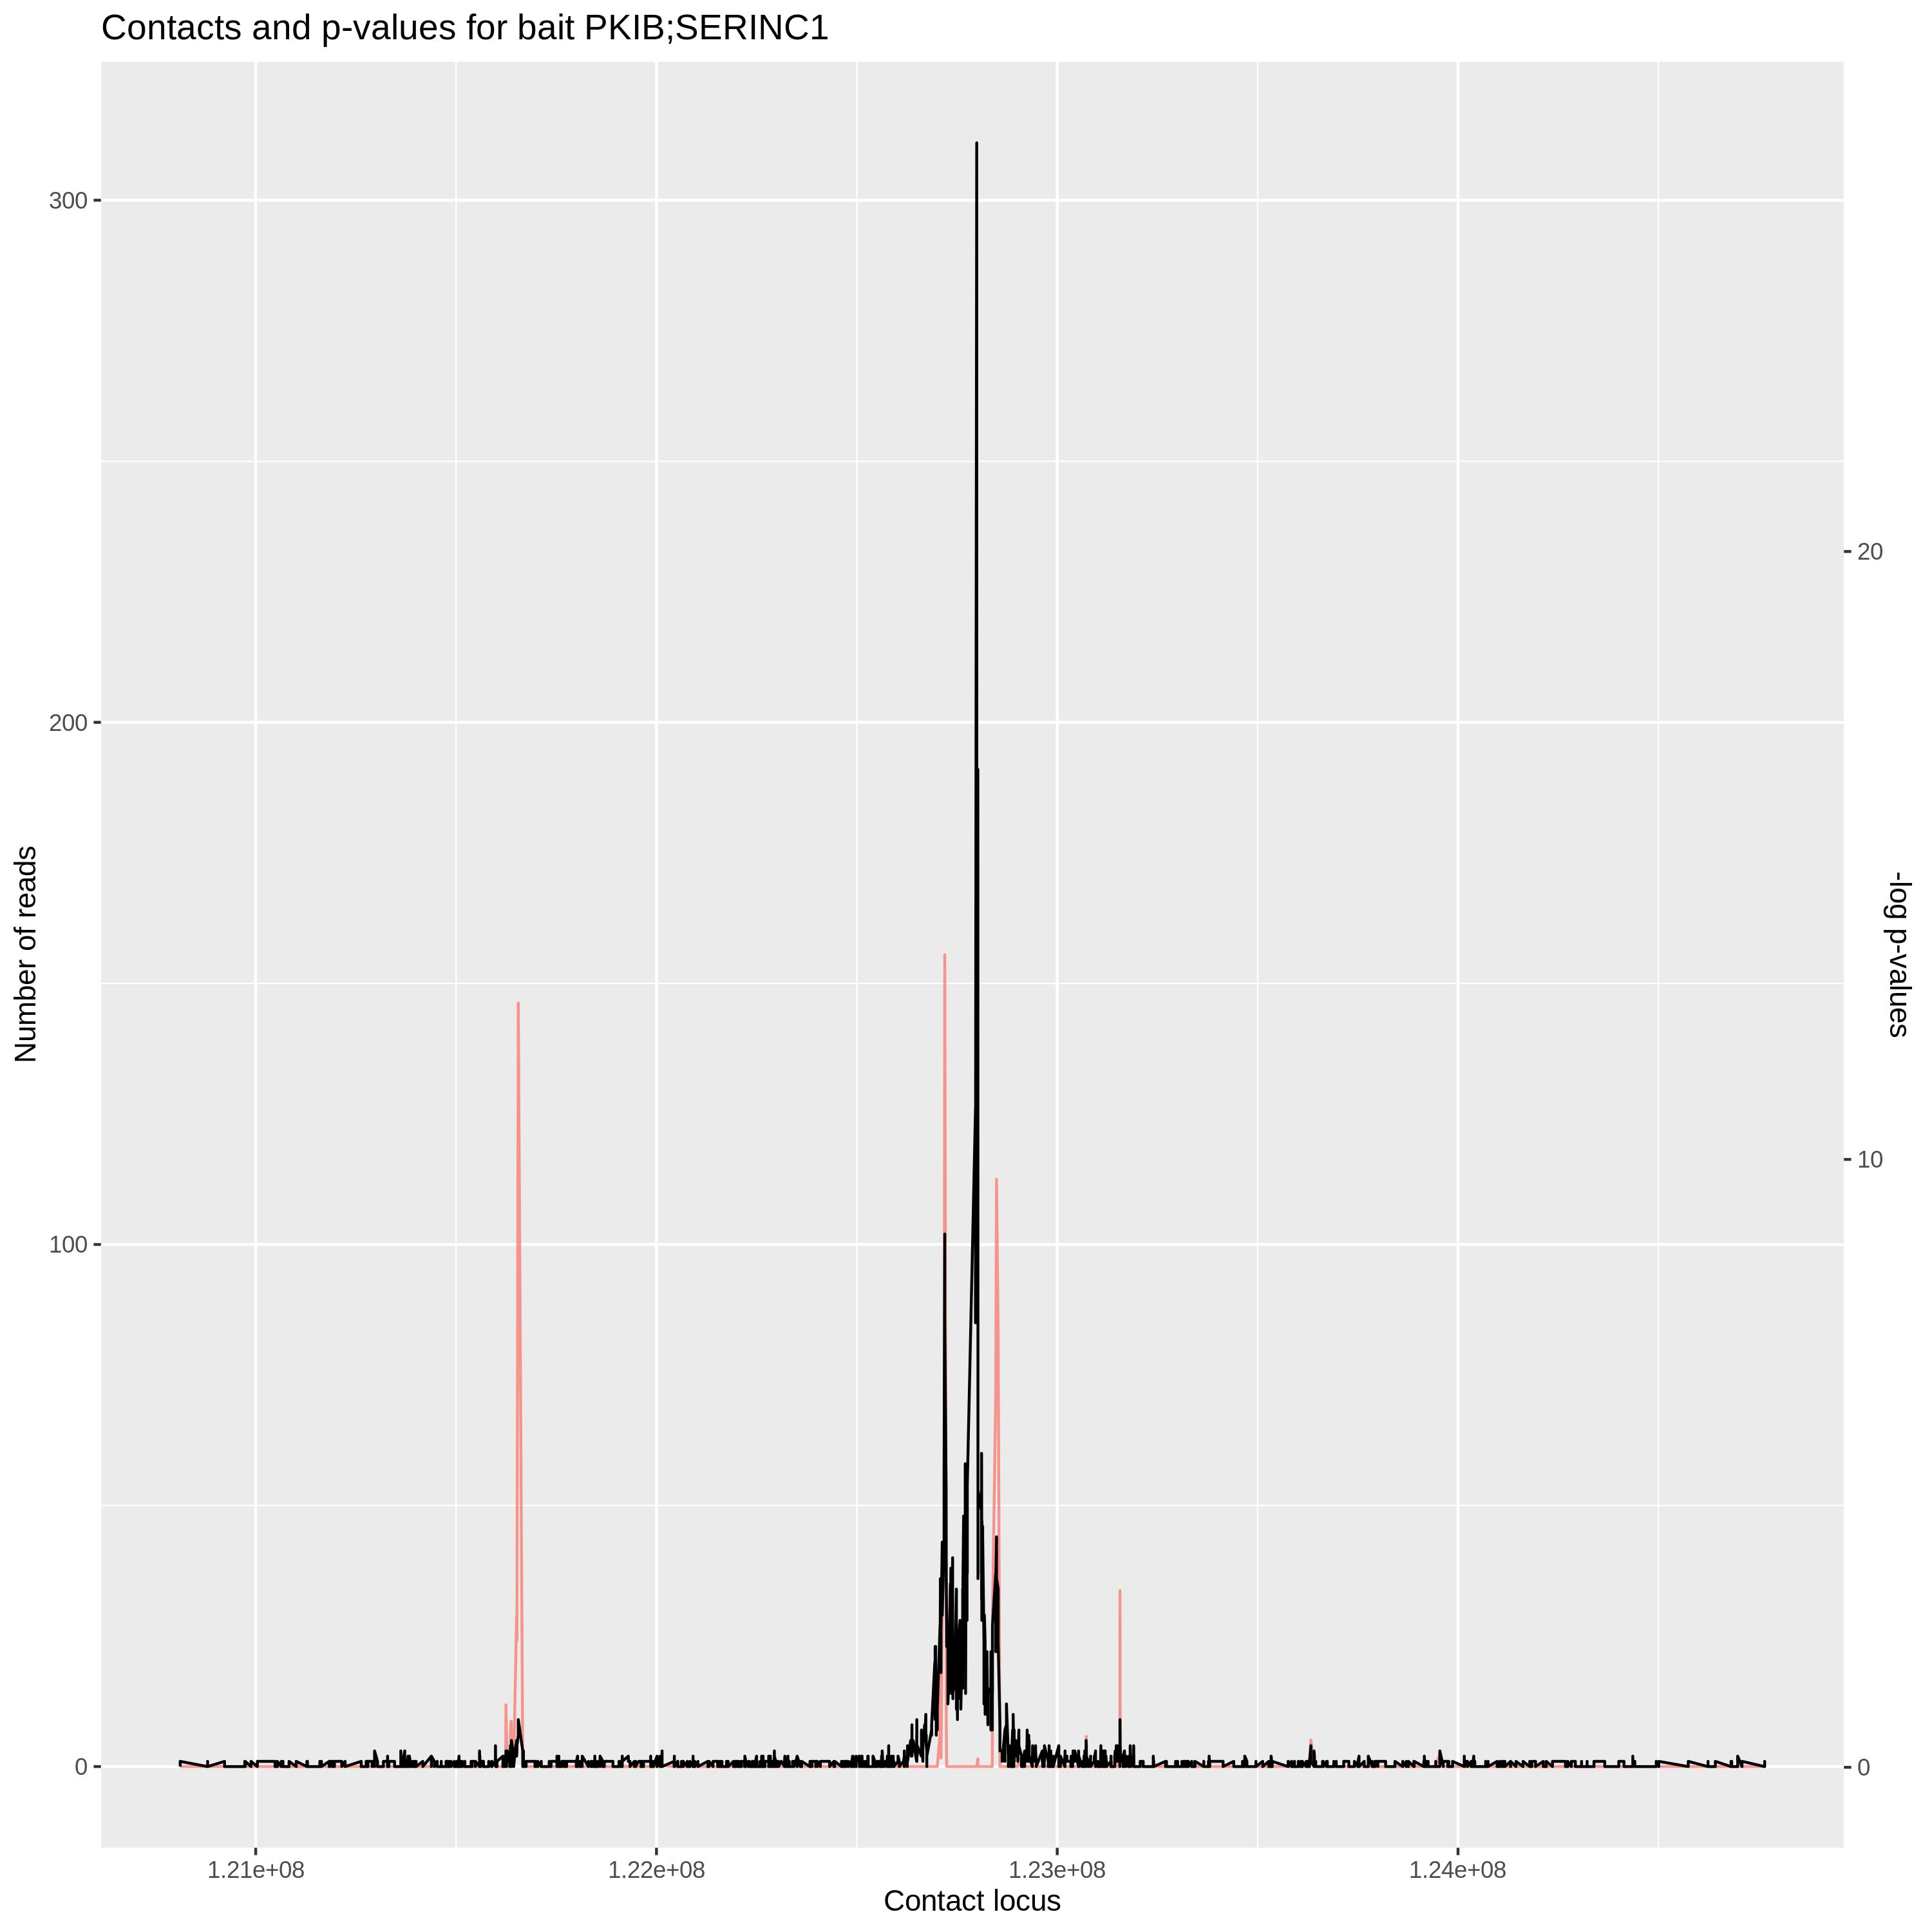 Contacts and p-values for bait PKIB;SERINC1
300
200
100
0
Number of reads
20
10
0
-log p-values
1.21e+08 1.22e+08 1.23e+08 1.24e+08
Contact locus